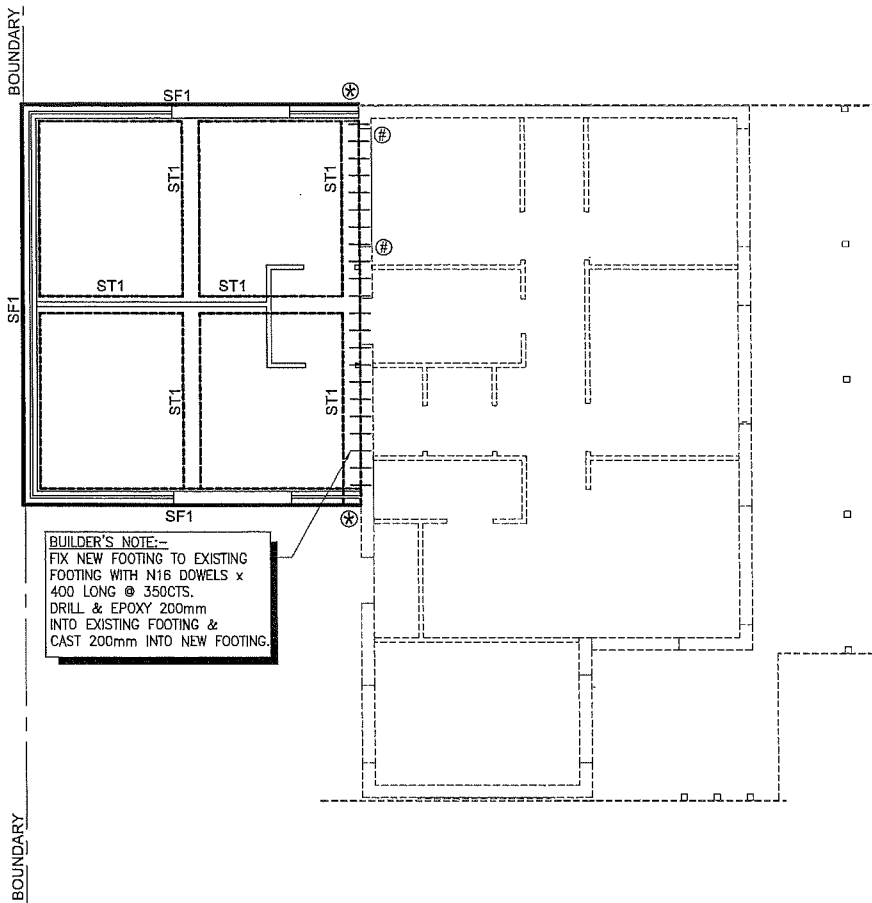 BOUNDARY
SF1
(*)
(#)
ST1
ST1
(#)
ST1
ST1
SF1
ST1
ST1
SF1
(*)
BUILDER'S NOTE:-
FIX NEW FOOTING TO EXISTING
FOOTING WITH N16 DOWELS x
400 LONG @ 350CTS.
DRILL & EPOXY 200mm
INTO EXISTING FOOTING &
CAST 200mm INTO NEW FOOTING.
BOUNDARY